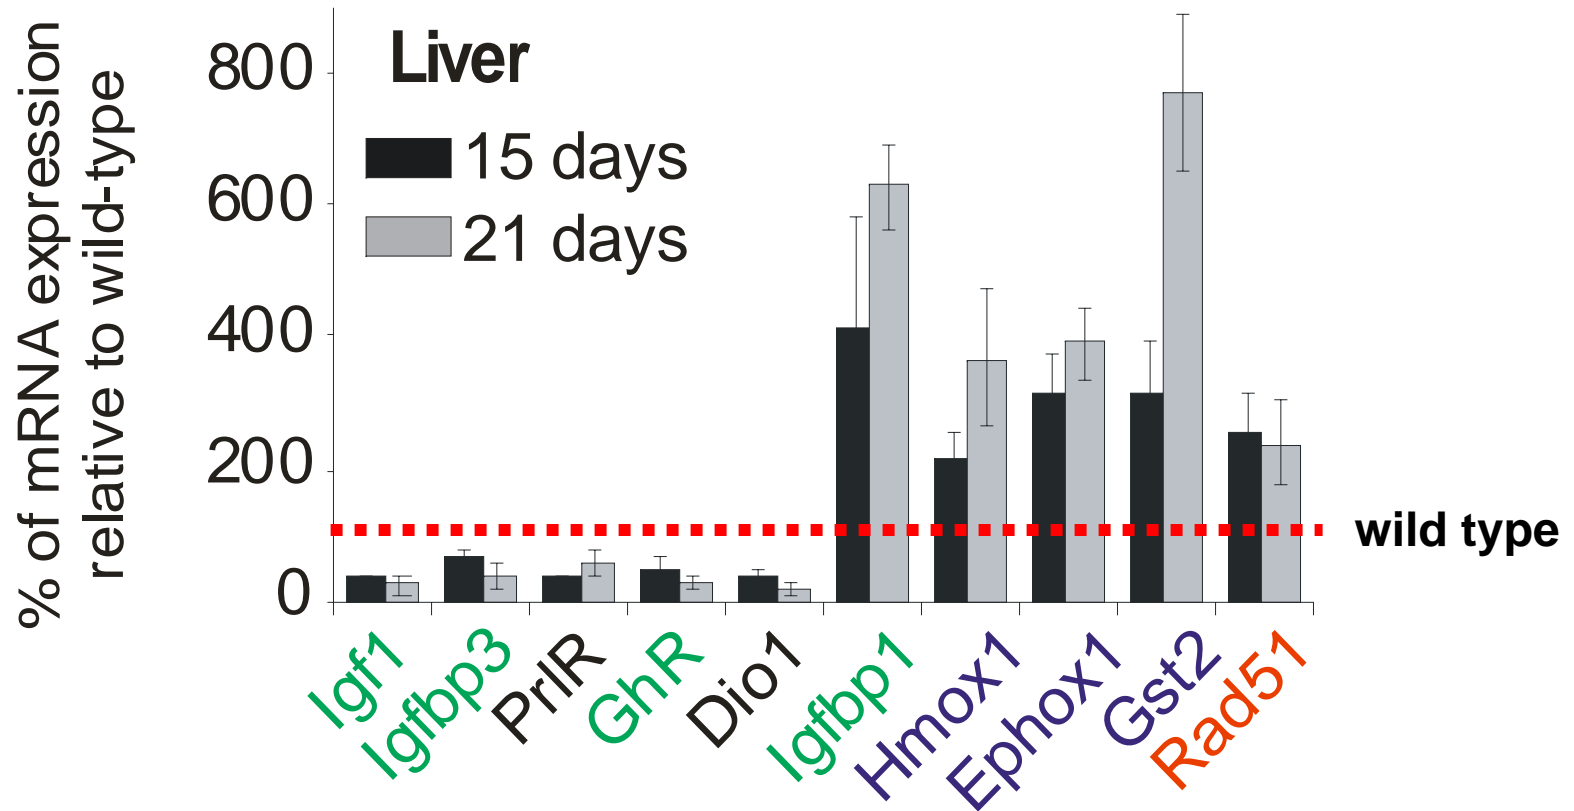 % of mRNA expression
relative to wild-type
800
600
400
200
0
Liver
15 days
21 days
wild type
Igf1
Igfbp3
PrlR
GhR
Dio1
Igfbp1
Hmox1
Ephox1
Gst2
Rad51